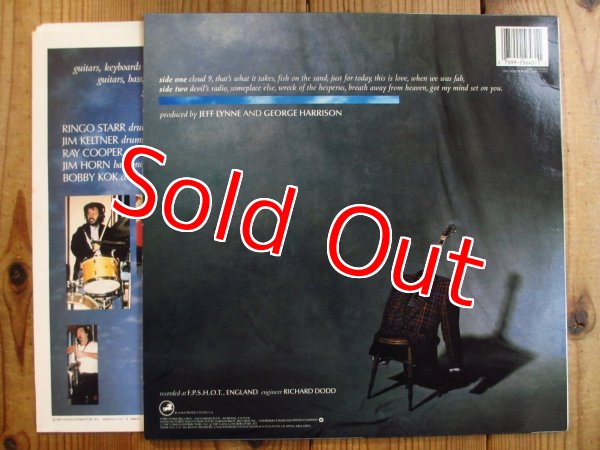 guitars, keyboards
guitars, bass,
RINGO STARR drums
JIM KELTNER drums
RAY COOPER
JIM HORN
BOBBY KOK
side one cloud 9, that's what it takes, fish on the sand, just for today, this is love, when we was fab,
side two devil's radio, someplace else, wreck of the hesperus, breath away from heaven, got my mind set on you.
produced by JEFF LYNNE AND GEORGE HARRISON
Sold Out
recorded at F.P.S.H.O.T., ENGLAND engineer RICHARD DODD